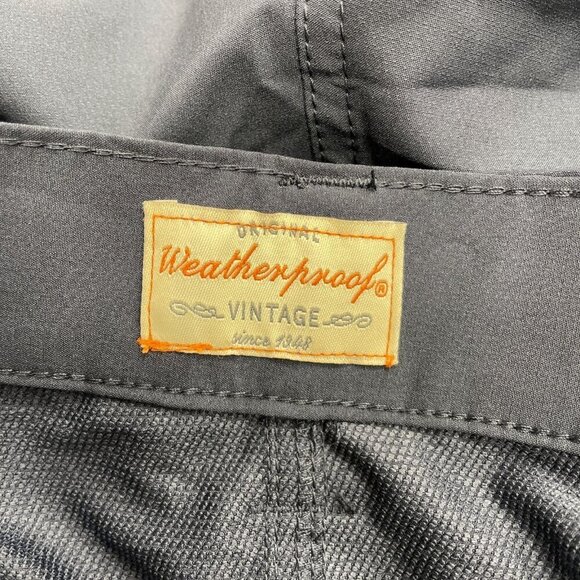 ORIGINAL
Weatherproof®
VINTAGE
since 1948